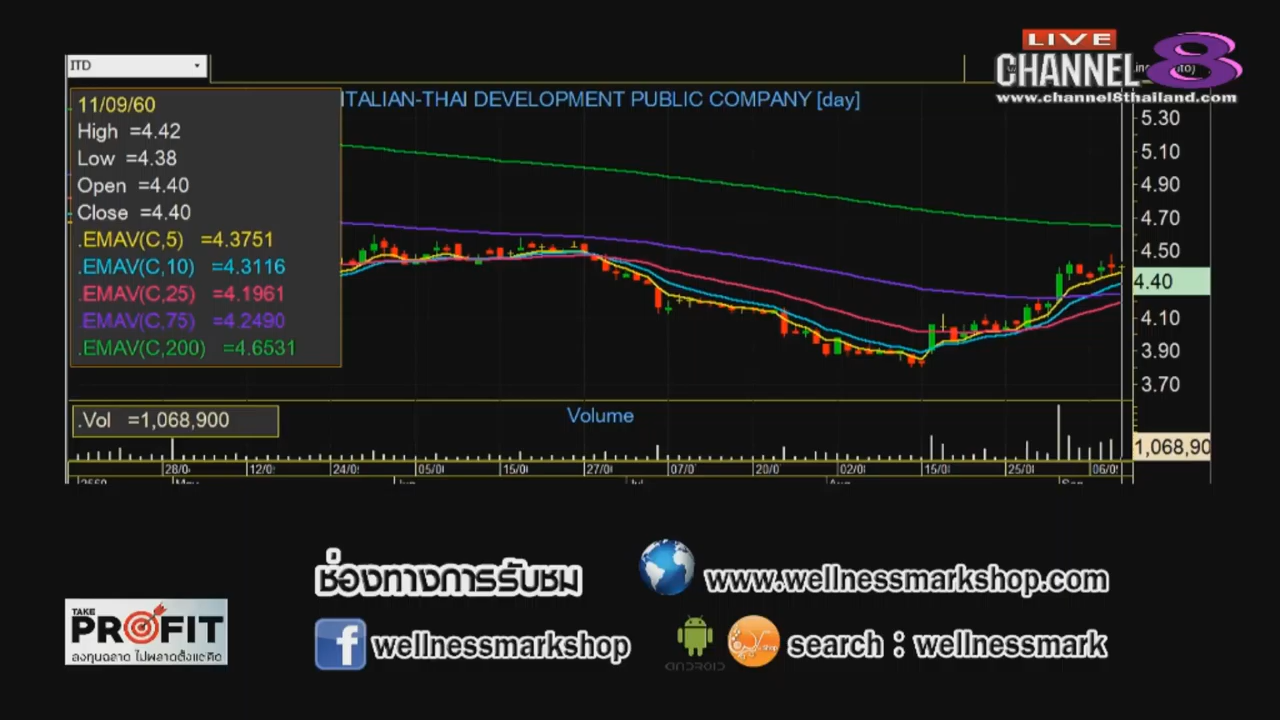 LIVE
CHANNEL 8
www.channel8thailand.com
ITD
ITALIAN-THAI DEVELOPMENT PUBLIC COMPANY [day]
11/09/60
High =4.42
Low =4.38
Open =4.40
Close =4.40
.EMAV(C,5) =4.3751
.EMAV(C,10) =4.3116
.EMAV(C,25) =4.1961
.EMAV(C,75) =4.2490
.EMAV(C,200) =4.6531
5.30
5.10
4.90
4.70
4.50
4.40
4.10
3.90
3.70
.Vol =1,068,900
Volume
1,068,90
28/0 12/0 24/0 05/0 15/0 27/0 07/0 20/0 02/0 15/0 25/0 06/0
ช่องทางการรับชม
www.wellnessmarkshop.com
TAKE
PROFIT
ลงทุนฉลาด ไม่พลาดตั้งแต่คิด
f wellnessmarkshop
ANDROID
search : wellnessmark